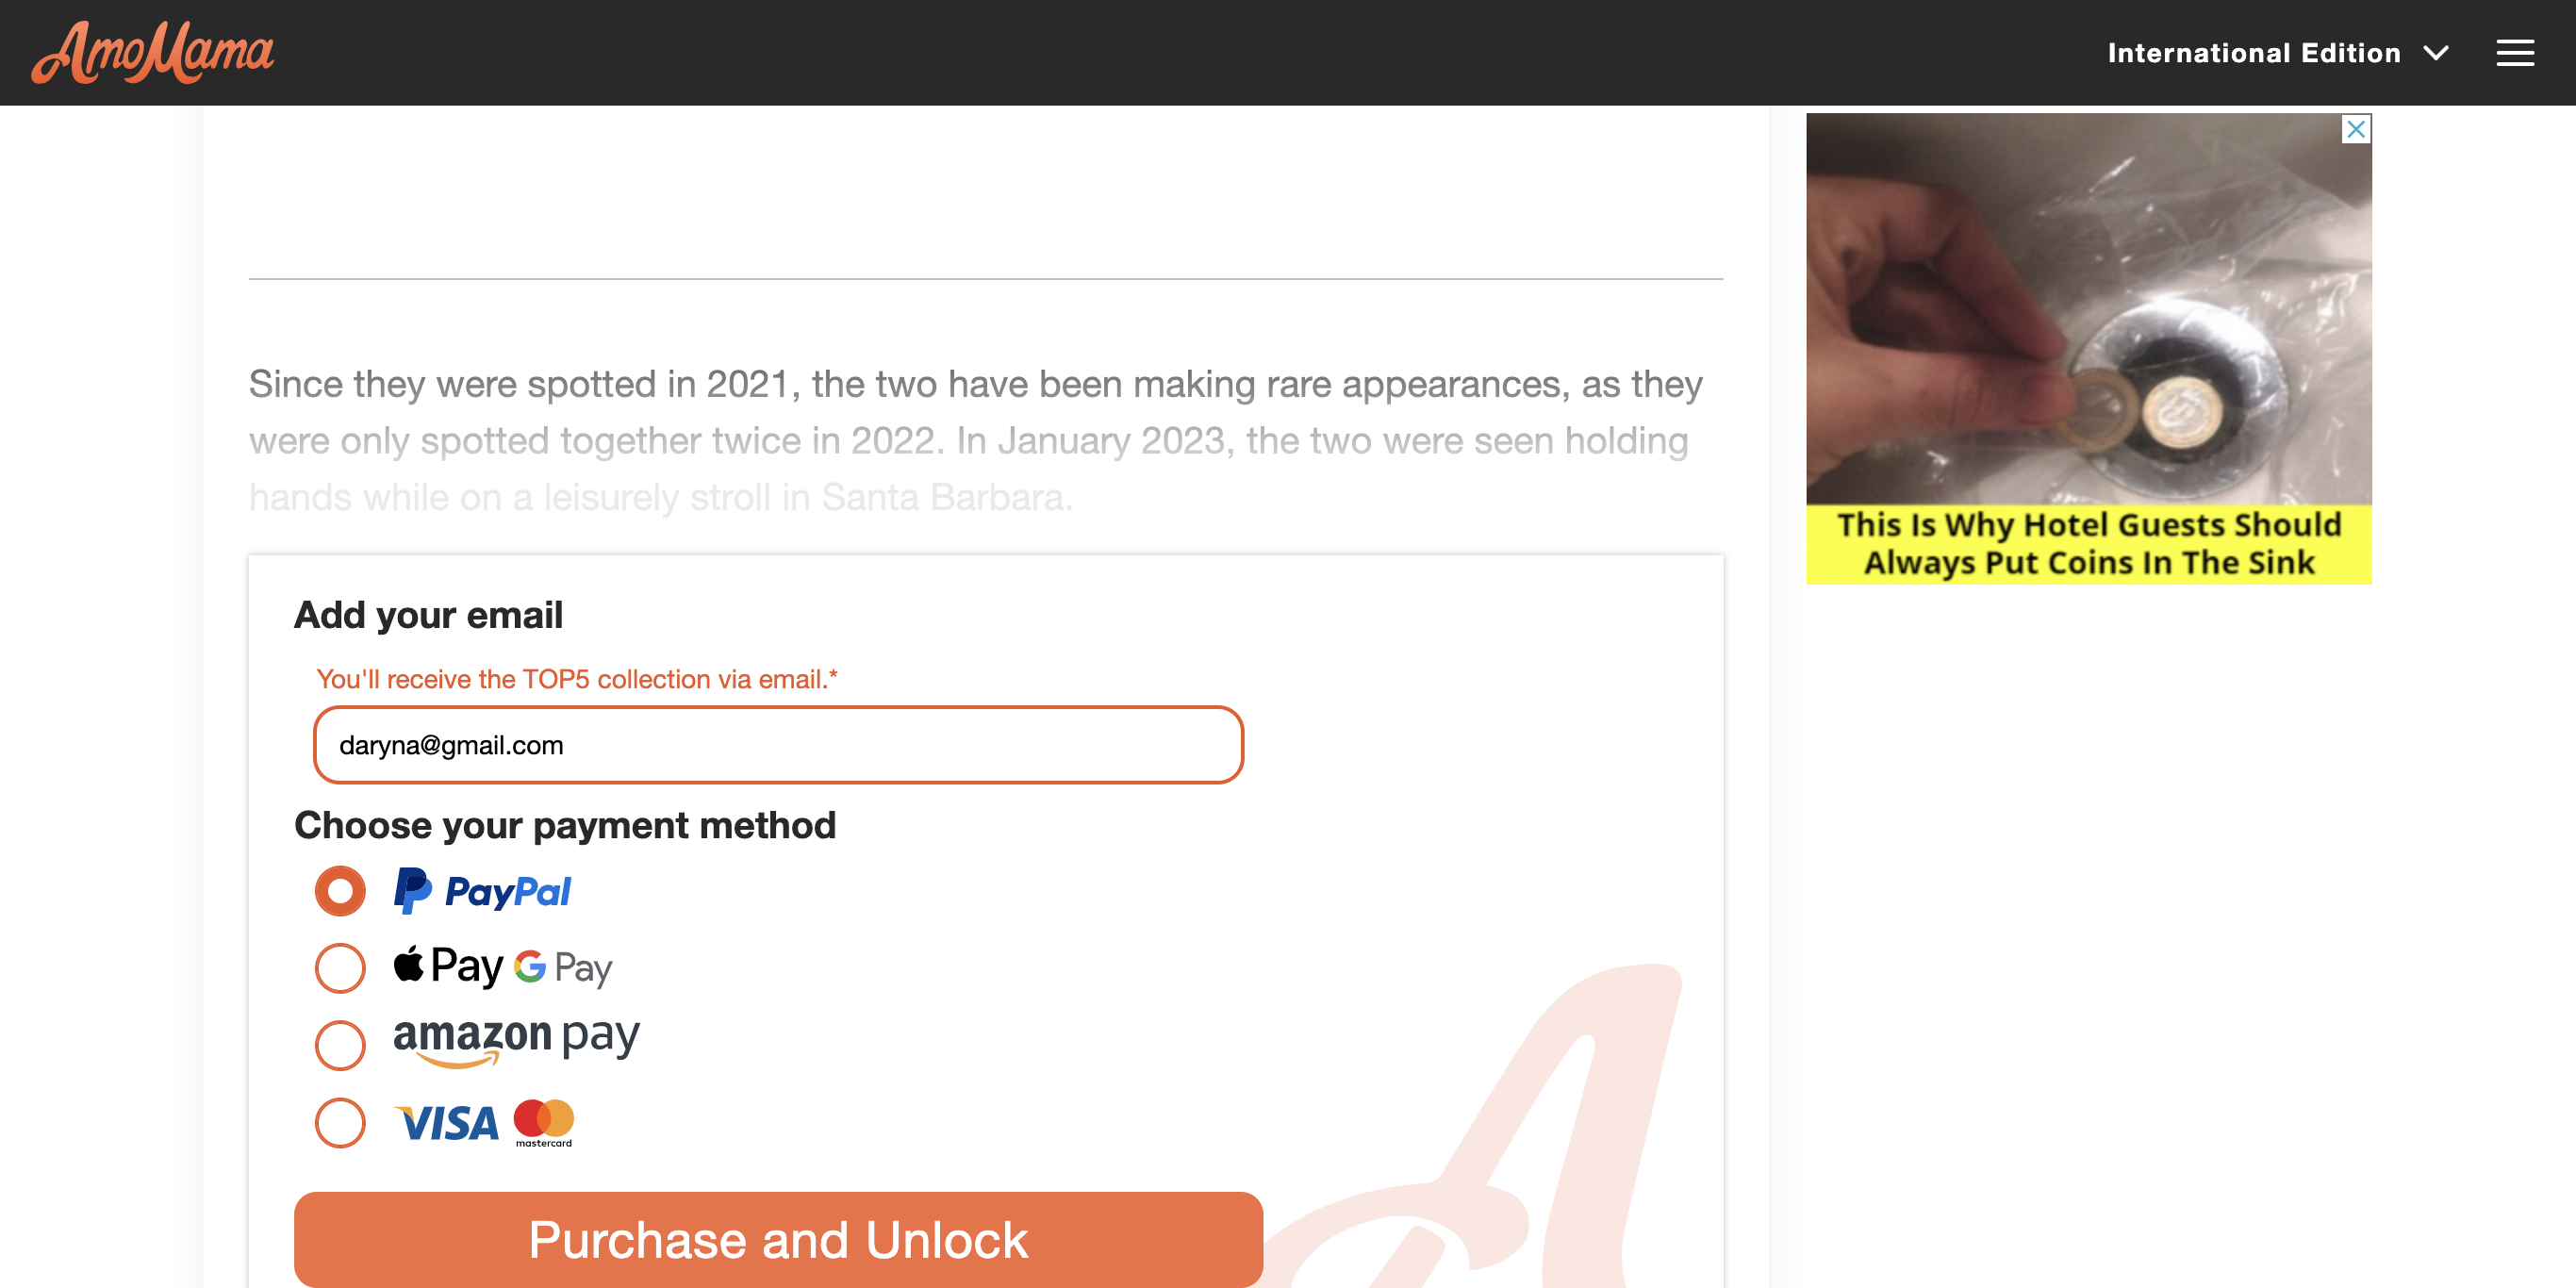 AmoMama
International Edition
Since they were spotted in 2021, the two have been making rare appearances, as they
were only spotted together twice in 2022. In January 2023, the two were seen holding
hands while on a leisurely stroll in Santa Barbara.
This Is Why Hotel Guests Should
Always Put Coins In The Sink
Add your email
You'll receive the TOP5 collection via email.*
daryna@gmail.com
Choose your payment method
PayPal
Pay G Pay
amazon pay
VISA mastercard
Purchase and Unlock